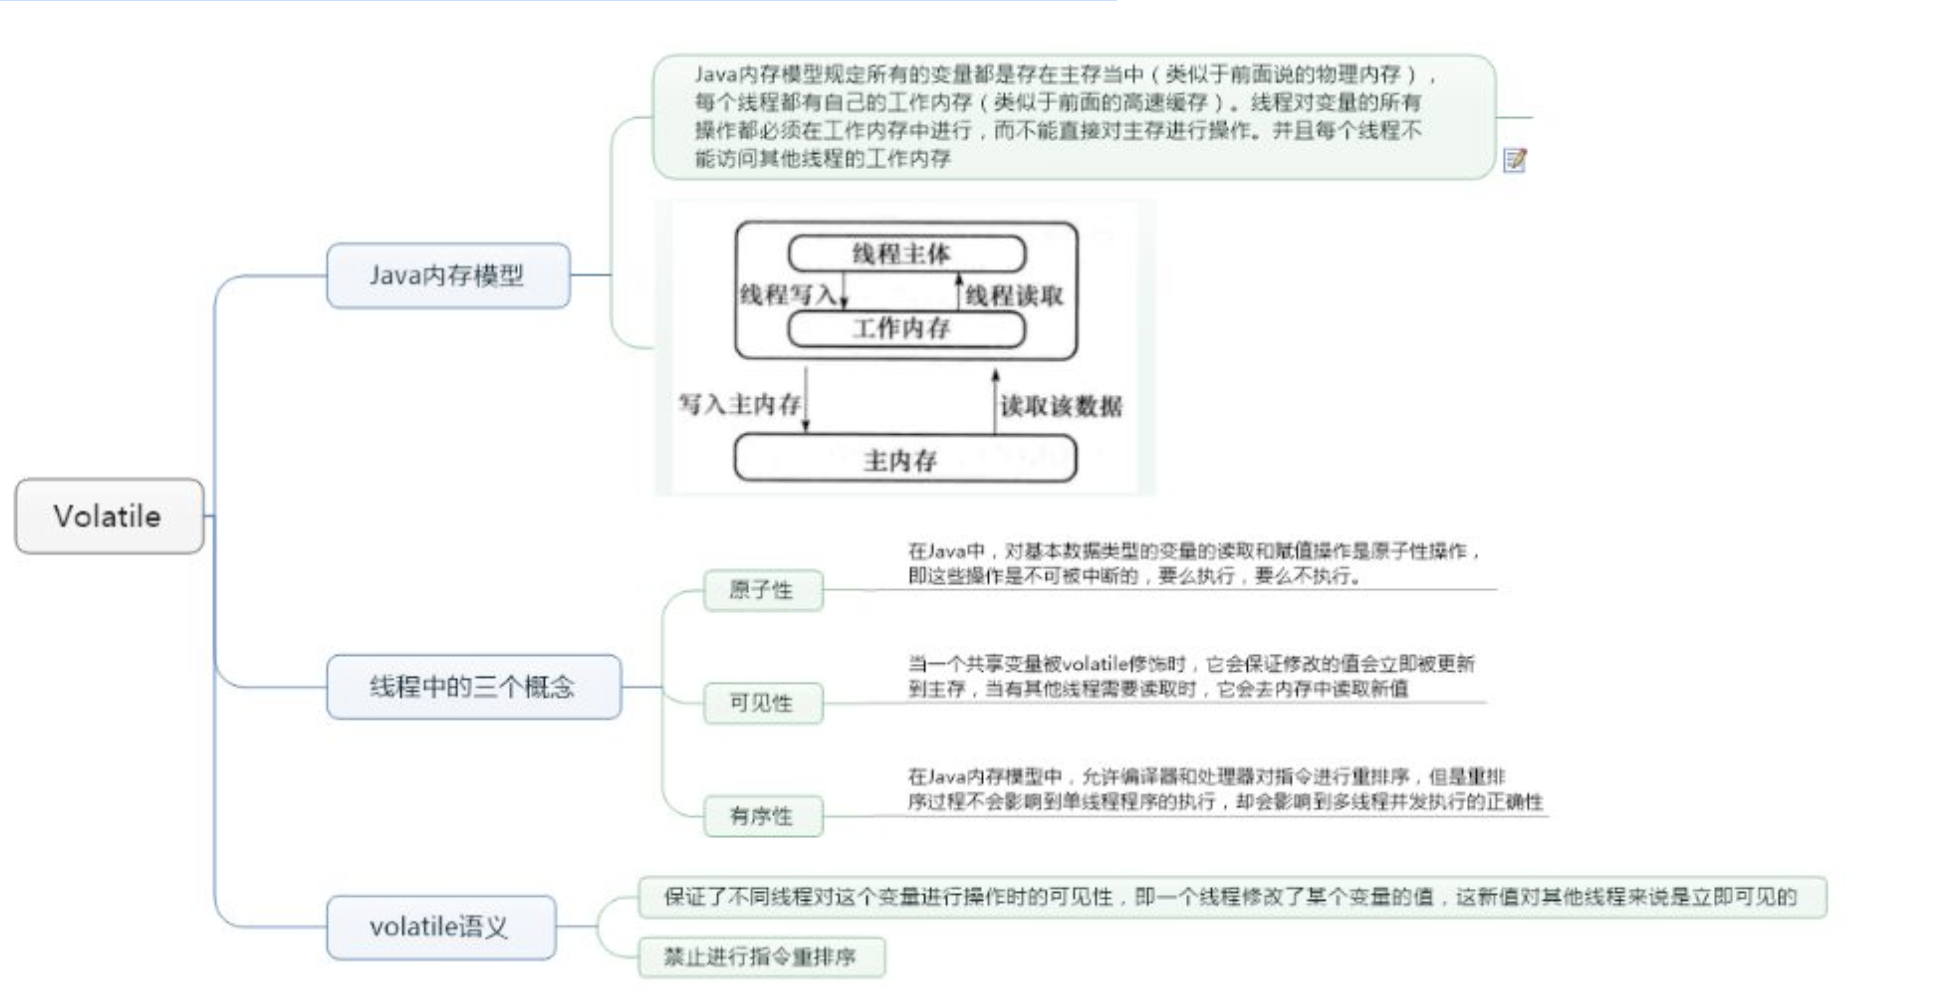 Volatile
Java内存模型
Java内存模型规定所有的变量都是存在主存当中（类似于前面说的物理内存），
每个线程都有自己的工作内存（类似于前面的高速缓存）。线程对变量的所有
操作都必须在工作内存中进行，而不能直接对主存进行操作。并且每个线程不
能访问其他线程的工作内存
线程主体
线程写入
线程读取
工作内存
写入主内存
读取该数据
主内存
线程中的三个概念
原子性
在Java中，对基本数据类型的变量的读取和赋值操作是原子性操作，
即这些操作是不可被中断的，要么执行，要么不执行。
可见性
当一个共享变量被volatile修饰时，它会保证修改的值会立即被更新
到主存，当有其他线程需要读取时，它会去内存中读取新值
有序性
在Java内存模型中，允许编译器和处理器对指令进行重排序，但是重排
序过程不会影响到单线程程序的执行，却会影响到多线程并发执行的正确性
volatile语义
保证了不同线程对这个变量进行操作时的可见性，即一个线程修改了某个变量的值，这新值对其他线程来说是立即可见的
禁止进行指令重排序